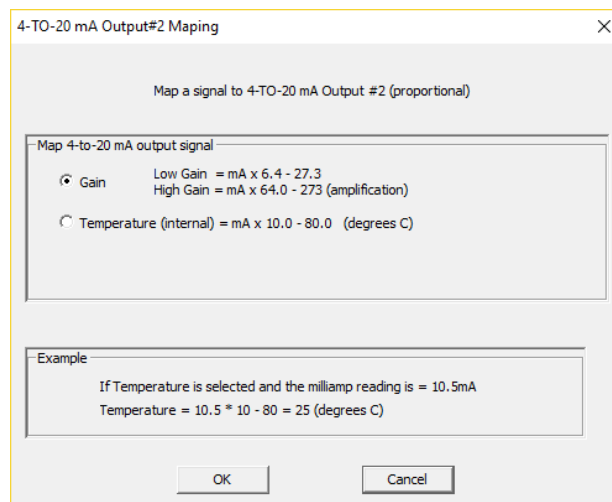 4-TO-20 mA Output#2 Maping
Map a signal to 4-TO-20 mA Output #2 (proportional)
Map 4-to-20 mA output signal
Gain
Low Gain = mA x 6.4 - 27.3
High Gain = mA x 64.0 - 273 (amplification)
Temperature (internal) = mA x 10.0 - 80.0 (degrees C)
Example
If Temperature is selected and the milliamp reading is = 10.5mA
Temperature = 10.5 * 10 - 80 = 25 (degrees C)
OK Cancel